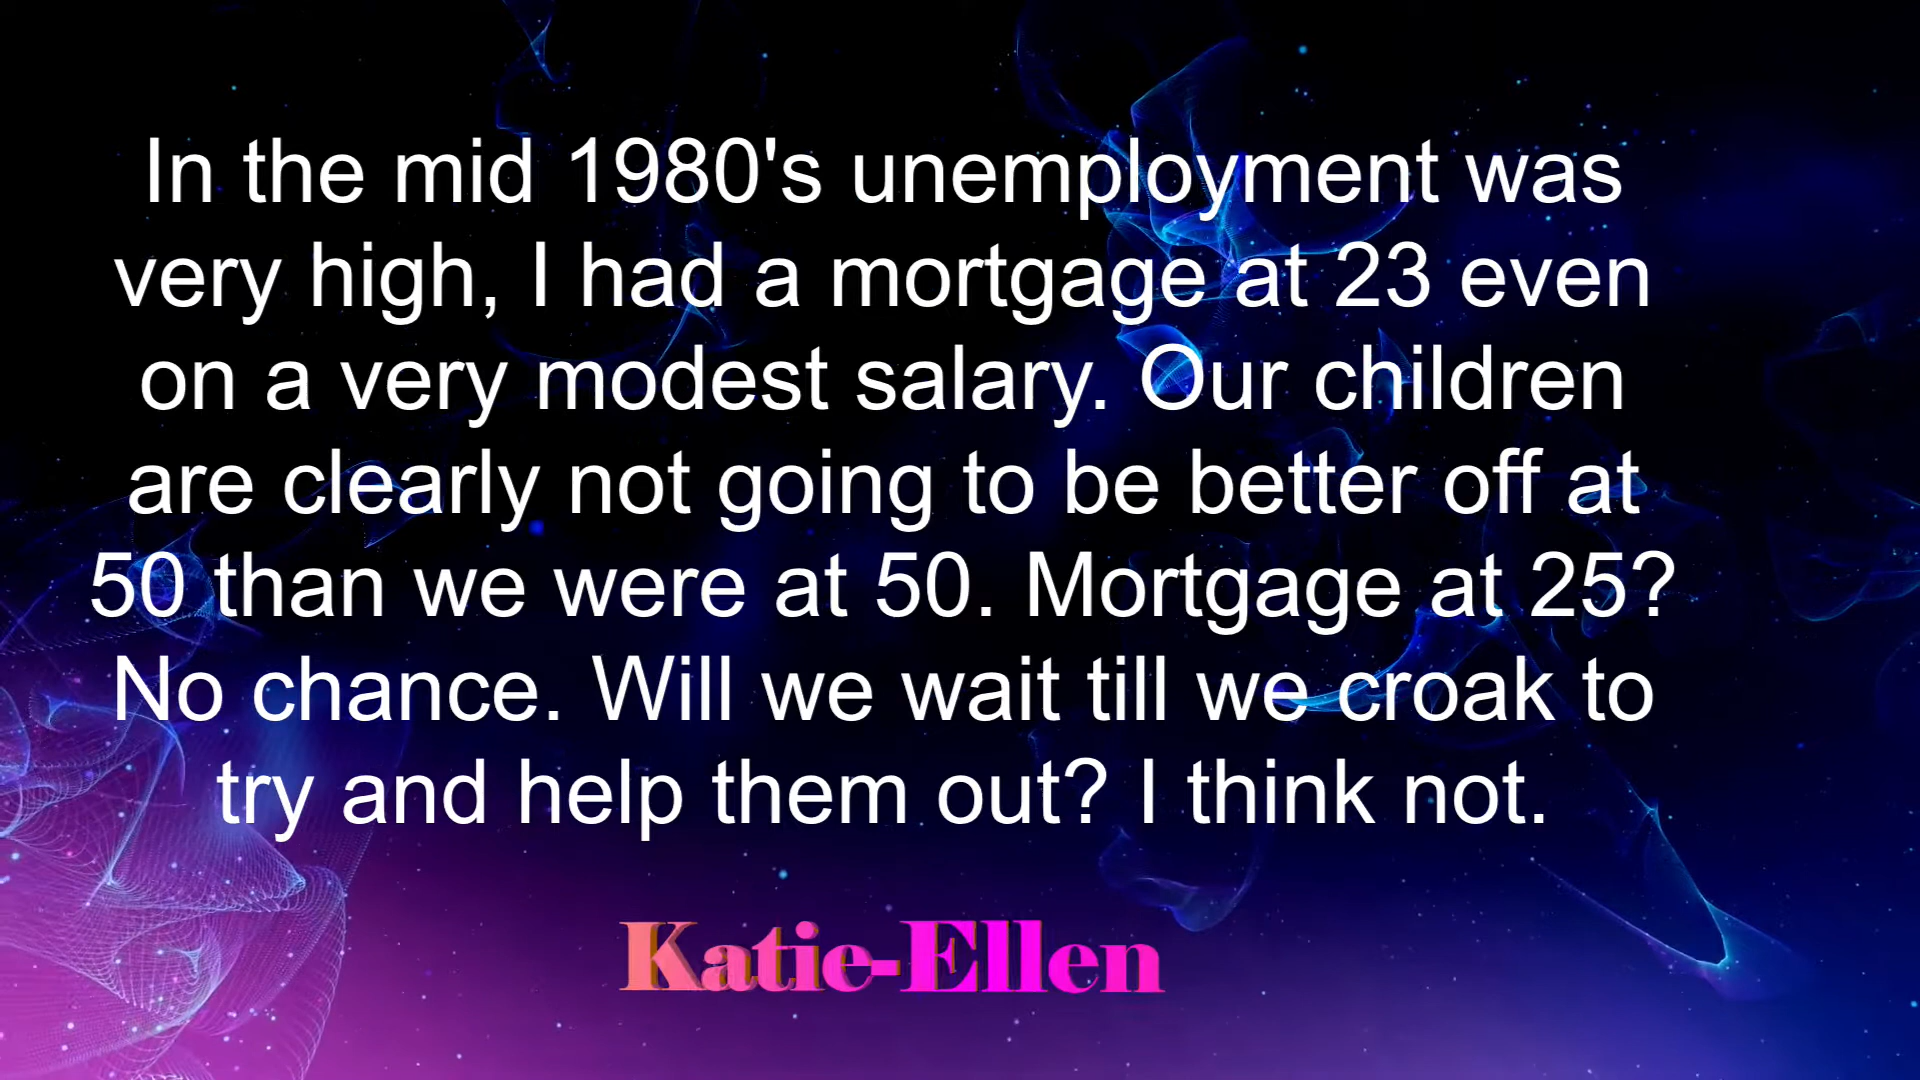 In the mid 1980's unemployment was
very high, I had a mortgage at 23 even
on a very modest salary. Our children
are clearly not going to be better off at
50 than we were at 50. Mortgage at 25?
No chance. Will we wait till we croak to
try and help them out? I think not.
Katie-Ellen